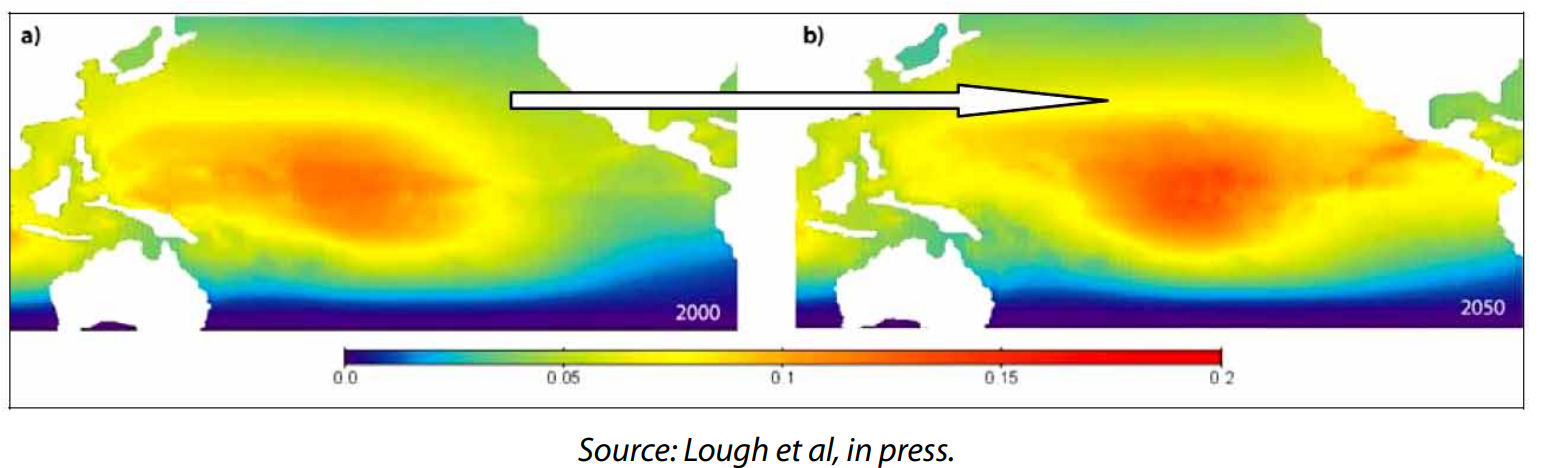 a)
b)
2000
2050
0.0 0.05 0.1 0.15 0 2
Source: Lough et al, in press.